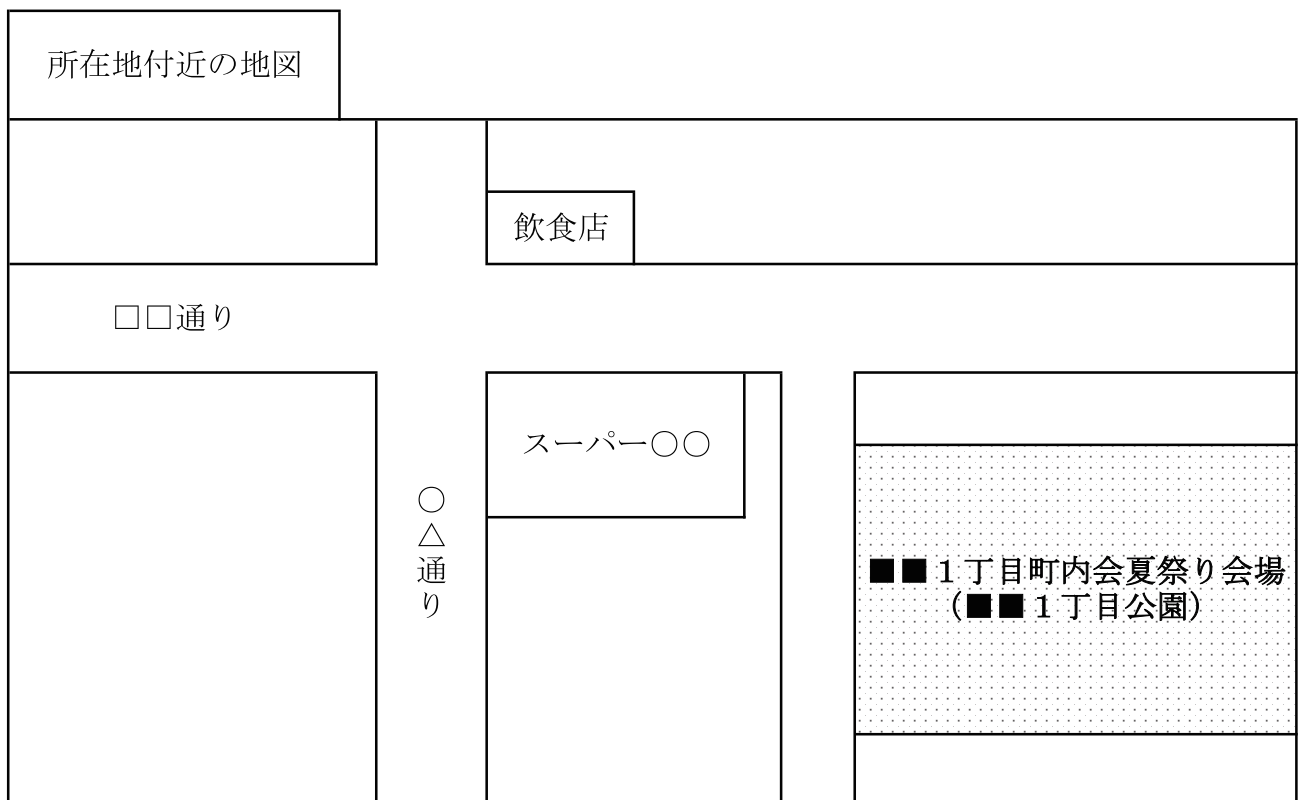 所在地付近の地図
飲食店
□□通り
スーパー○○
○△通り
■■１丁目町内会夏祭り会場
(■■１丁目公園)